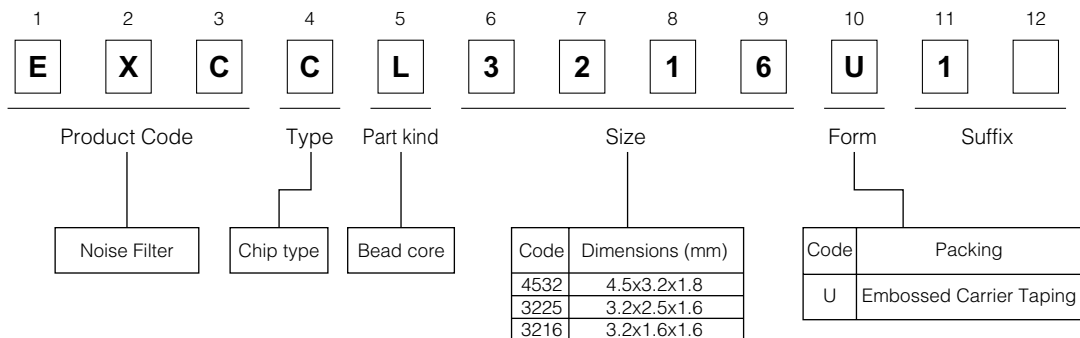 1 2 3 4 5 6 7 8 9 10 11 12
E X C C L 3 2 1 6 U 1
Product Code Type Part kind Size Form Suffix
Noise Filter Chip type Bead core
Code Dimensions (mm)
4532 4.5x3.2x1.8
3225 3.2x2.5x1.6
3216 3.2x1.6x1.6
Code Packing
U Embossed Carrier Taping